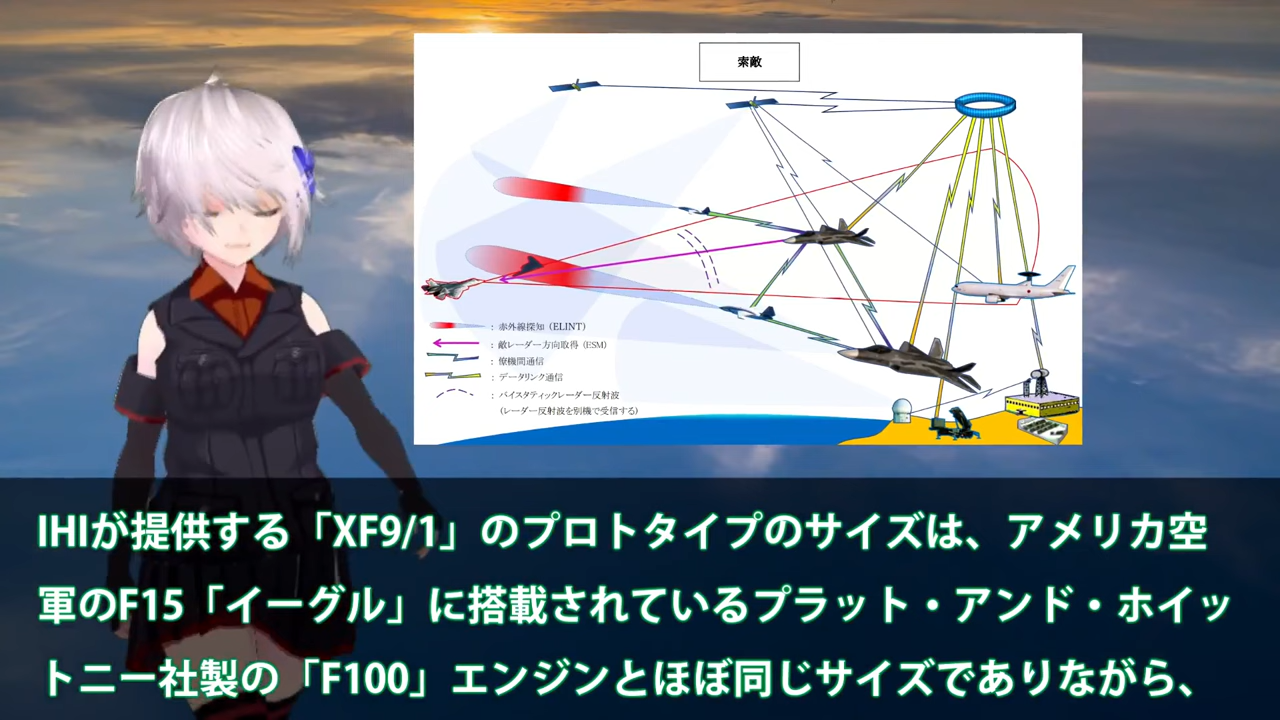 索敵
：赤外線探知（ELINT）
：敵レーダー方向取得（ESM）
：僚機間通信
：データリンク通信
：バイスタティックレーダー反射波
（レーダー反射波を別機で受信する）
IHIが提供する「XF9/1」のプロトタイプのサイズは、アメリカ空
軍のF15「イーグル」に搭載されているプラット・アンド・ホイッ
トニー社製の「F100」エンジンとほぼ同じサイズでありながら、